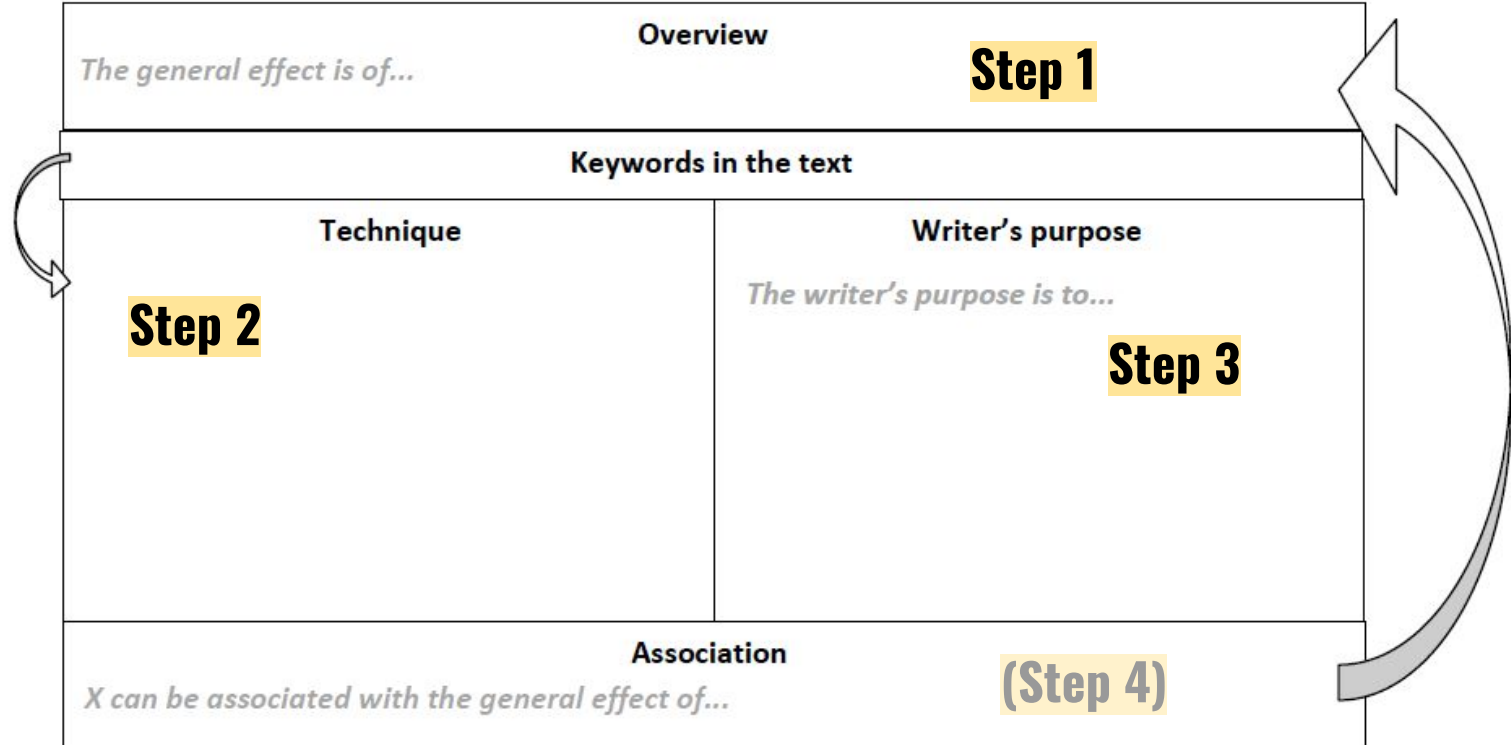 Overview
The general effect is of...
Step 1
Keywords in the text
Technique
Step 2
Writer’s purpose
The writer’s purpose is to...
Step 3
Association
X can be associated with the general effect of...
(Step 4)